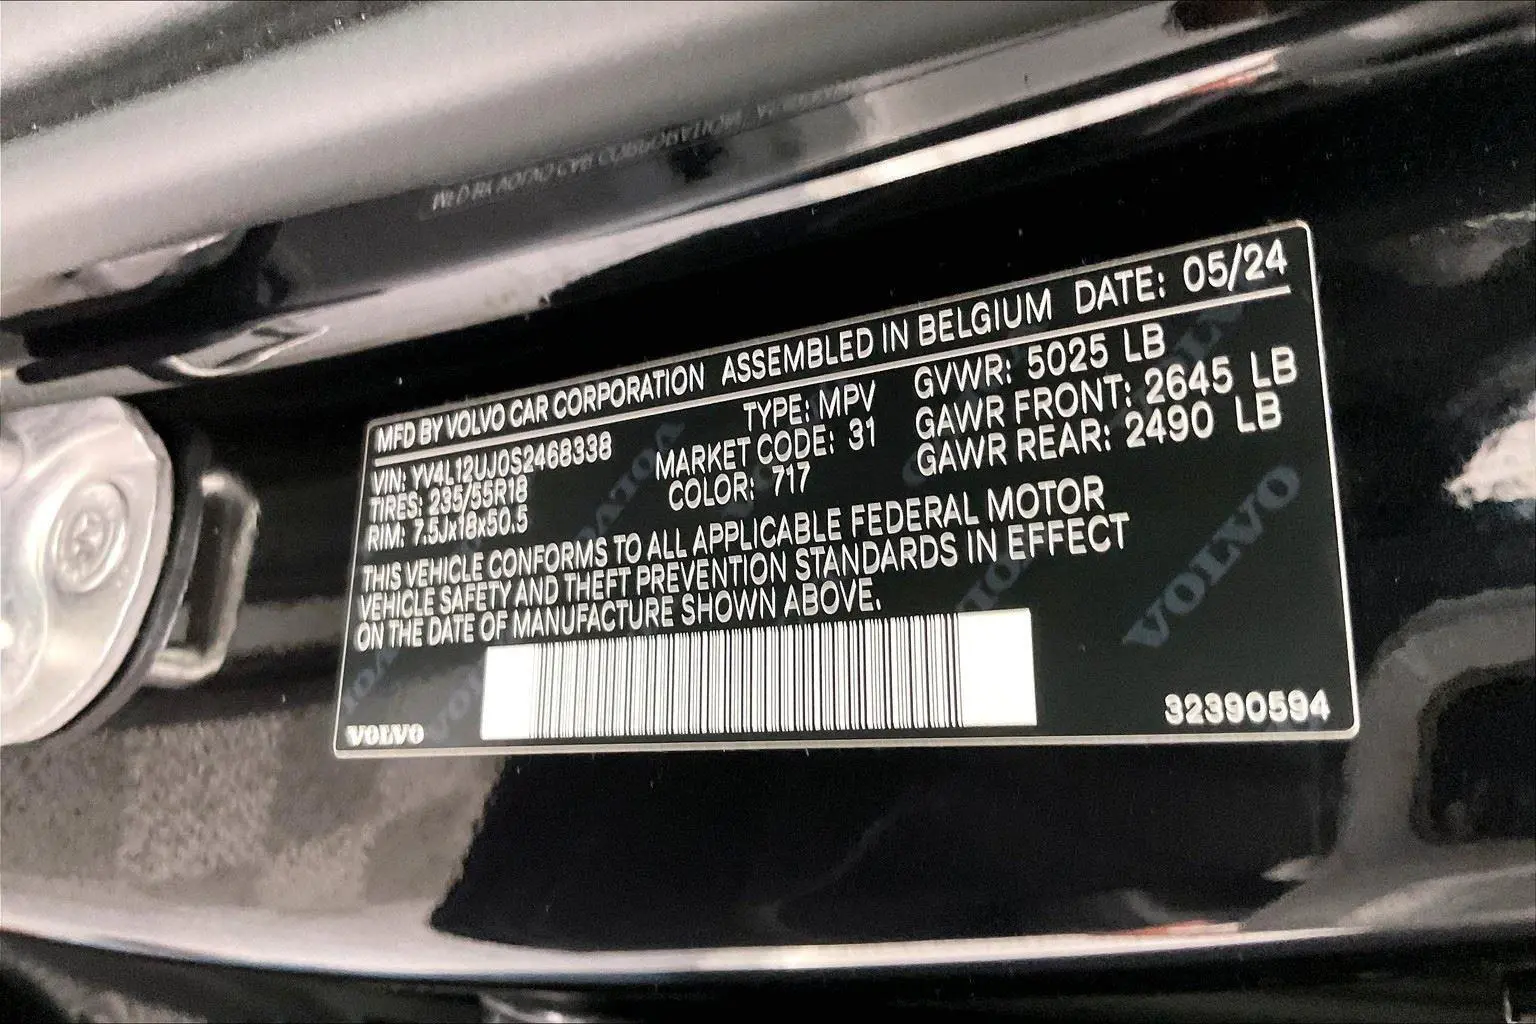 MFD BY VOLVO CAR CORPORATION ASSEMBLED IN BELGIUM DATE: 05/24
VIN: YV4L12UJ0S2468338 TYPE: MPV GVWR: 5025 LB
TIRES: 235/55R18 MARKET CODE: 31 GAWR FRONT: 2645 LB
RIM: 7.5Jx18x50.5 COLOR: 717 GAWR REAR: 2490 LB
THIS VEHICLE CONFORMS TO ALL APPLICABLE FEDERAL MOTOR
VEHICLE SAFETY AND THEFT PREVENTION STANDARDS IN EFFECT
ON THE DATE OF MANUFACTURE SHOWN ABOVE.
VOLVO
VOLVO 32390594